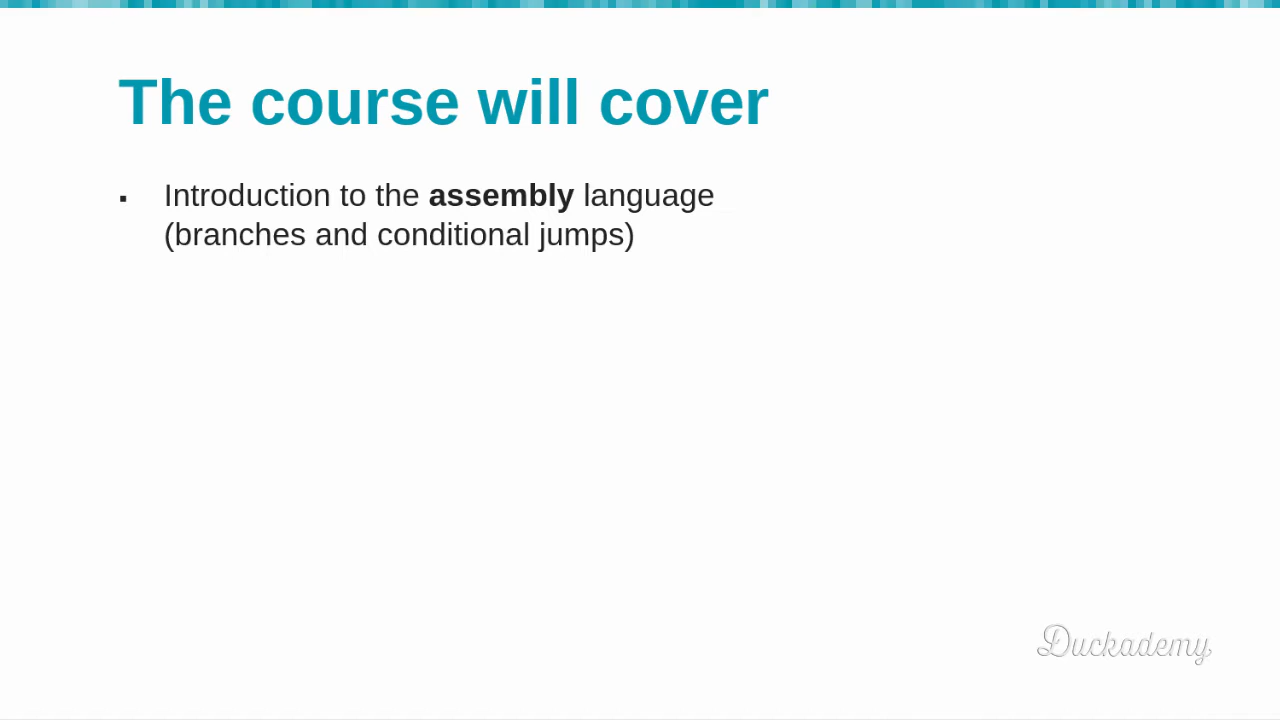 The course will cover
▪ Introduction to the assembly language
(branches and conditional jumps)
Duckademy